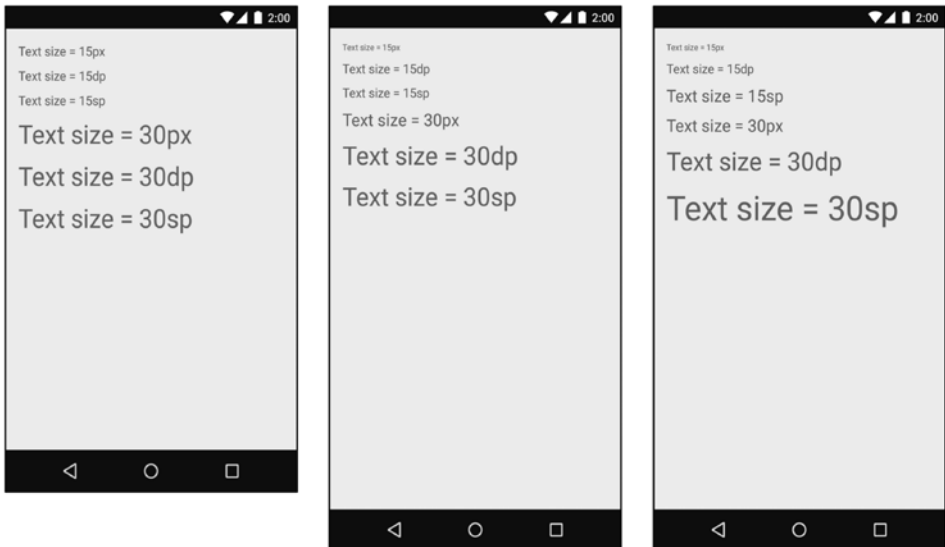 2:00
Text size = 15px
Text size = 15dp
Text size = 15sp
Text size = 30px
Text size = 30dp
Text size = 30sp
2:00
Text size = 15px
Text size = 15dp
Text size = 15sp
Text size = 30px
Text size = 30dp
Text size = 30sp
2:00
Text size = 15px
Text size = 15dp
Text size = 15sp
Text size = 30px
Text size = 30dp
Text size = 30sp